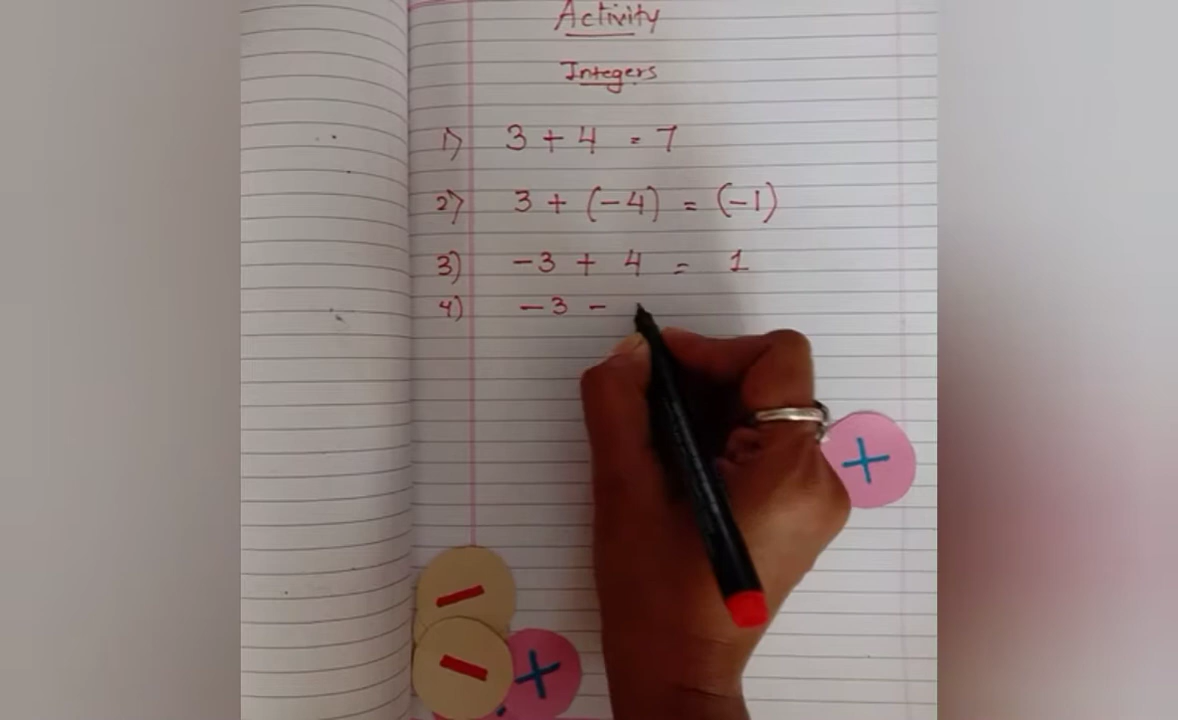 Activity
Integers
1) 3 + 4 = 7
2) 3 + (-4) = (-1)
3) -3 + 4 = 1
4) -3 -
+
-
-
+